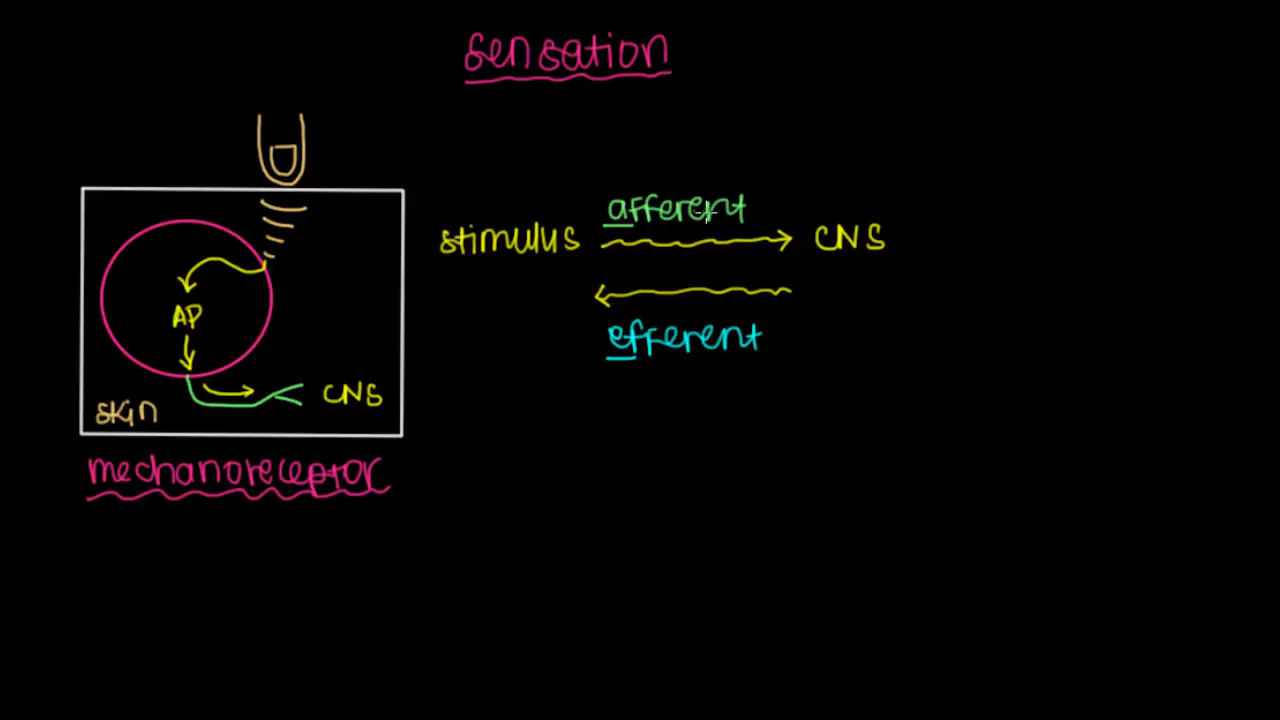 sensation
afferent
stimulus
CNS
efferent
AP
CNS
skin
mechanoreceptor